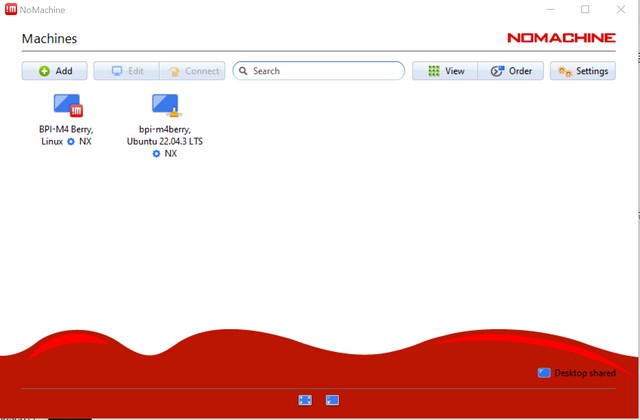 NoMachine
Machines
NOMACHINE
Add
Edit
Connect
Search
View
Order
Settings
BPI-M4 Berry,
Linux NX
bpi-m4berry,
Ubuntu 22.04.3 LTS
NX
Desktop shared